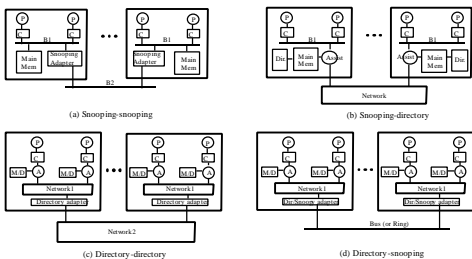 P P P P
C C C C
B1 B1
Main Mem Snooping Adapter Snooping Adapter Main Mem
B2
(a) Snooping-snooping
P P P P
C C C C
B1 B1
Dir. Main Mem Assist Assist Main Mem Dir.
Network
(b) Snooping-directory
P P P P
C C C C
M/D A M/D A M/D A M/D A
Network1 Network1
Directory adapter Directory adapter
Network2
(c) Directory-directory
P P P P
C C C C
M/D A M/D A M/D A M/D A
Network1 Network1
Dir/Snoopy adapter Dir/Snoopy adapter
Bus (or Ring)
(d) Directory-snooping